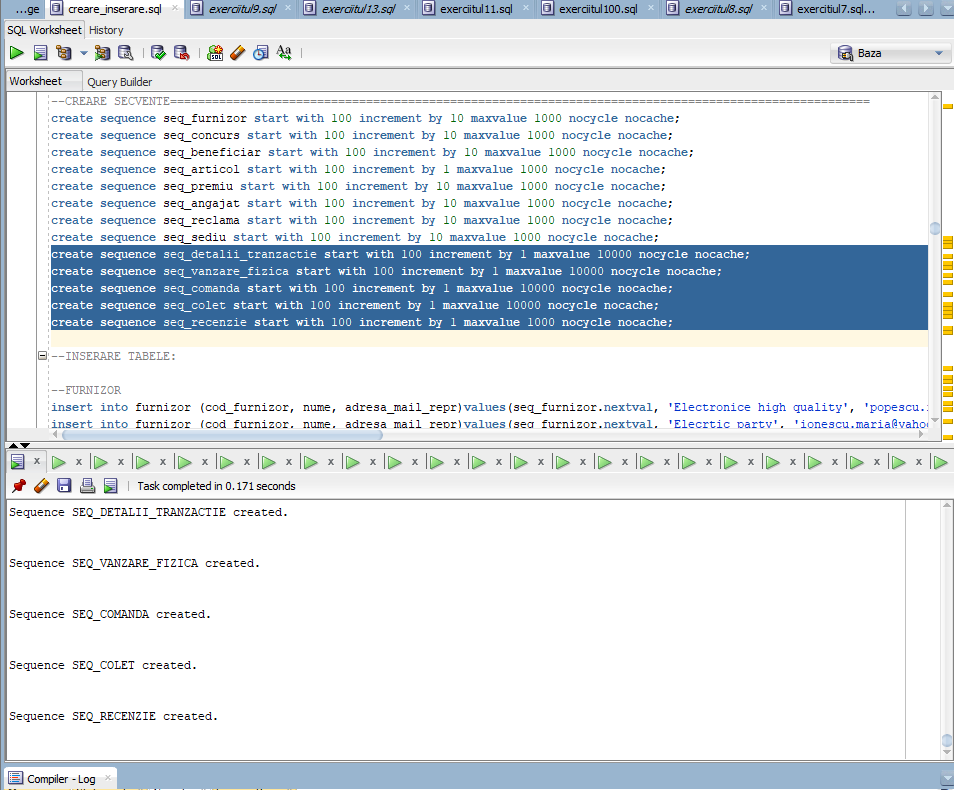 ...ge creare_inserare.sql exerciitul9.sql exerciitul13.sql exerciitul11.sql exerciitul100.sql exerciitul8.sql exercitiul7.sql...
SQL Worksheet History
Aa
Baza
Worksheet Query Builder
--CREARE SECVENTE====================================================================================================
create sequence seq_furnizor start with 100 increment by 10 maxvalue 1000 nocycle nocache;
create sequence seq_concurs start with 100 increment by 10 maxvalue 1000 nocycle nocache;
create sequence seq_beneficiar start with 100 increment by 10 maxvalue 1000 nocycle nocache;
create sequence seq_articol start with 100 increment by 1 maxvalue 1000 nocycle nocache;
create sequence seq_premiu start with 100 increment by 10 maxvalue 1000 nocycle nocache;
create sequence seq_angajat start with 100 increment by 10 maxvalue 1000 nocycle nocache;
create sequence seq_reclama start with 100 increment by 10 maxvalue 1000 nocycle nocache;
create sequence seq_sediu start with 100 increment by 10 maxvalue 1000 nocycle nocache;
create sequence seq_detalii_tranzactie start with 100 increment by 1 maxvalue 10000 nocycle nocache;
create sequence seq_vanzare_fizica start with 100 increment by 1 maxvalue 10000 nocycle nocache;
create sequence seq_comanda start with 100 increment by 1 maxvalue 10000 nocycle nocache;
create sequence seq_colet start with 100 increment by 1 maxvalue 10000 nocycle nocache;
create sequence seq_recenzie start with 100 increment by 1 maxvalue 1000 nocycle nocache;
--INSERARE TABELE:
--FURNIZOR
insert into furnizor (cod_furnizor, nume, adresa_mail_repr)values(seq_furnizor.nextval, 'Electronice high quality', 'popescu.
insert into furnizor (cod_furnizor, nume, adresa_mail_repr)values(seq_furnizor.nextval, 'Elecrtic party', 'ionescu.maria@yaho
Task completed in 0.171 seconds
Sequence SEQ_DETALII_TRANZACTIE created.
Sequence SEQ_VANZARE_FIZICA created.
Sequence SEQ_COMANDA created.
Sequence SEQ_COLET created.
Sequence SEQ_RECENZIE created.
Compiler - Log